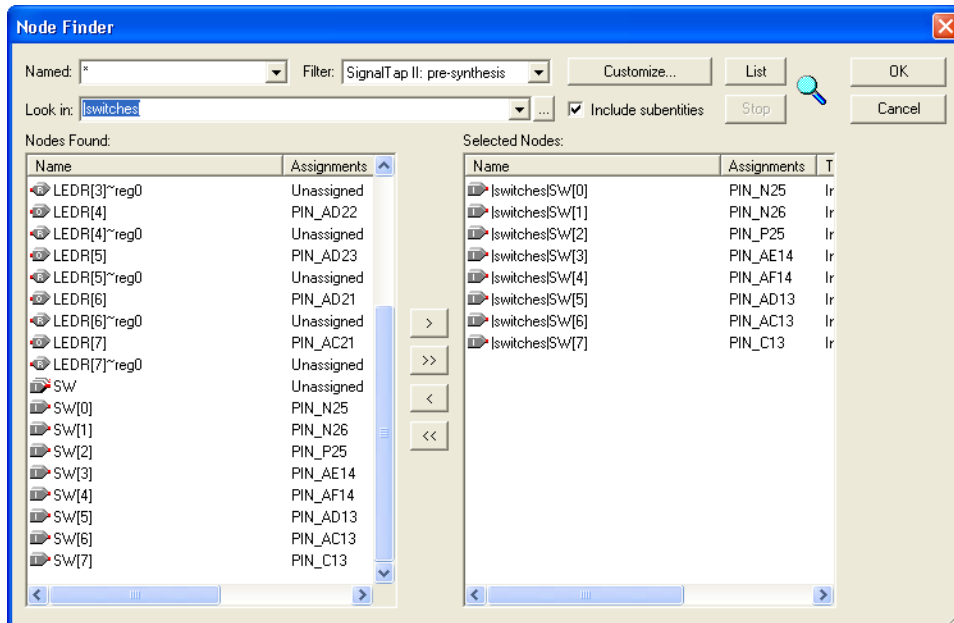 Node Finder
Named: * Filter: SignalTap II: pre-synthesis Customize... List OK
Look in: |switches ... Include subentities Stop Cancel
Nodes Found: Selected Nodes:
Name Assignments Name Assignments T
LEDR[3]~reg0 Unassigned |switches|SW[0] PIN_N25 Ir
LEDR[4] PIN_AD22 |switches|SW[1] PIN_N26 Ir
LEDR[4]~reg0 Unassigned |switches|SW[2] PIN_P25 Ir
LEDR[5] PIN_AD23 |switches|SW[3] PIN_AE14 Ir
LEDR[5]~reg0 Unassigned |switches|SW[4] PIN_AF14 Ir
LEDR[6] PIN_AD21 |switches|SW[5] PIN_AD13 Ir
LEDR[6]~reg0 Unassigned |switches|SW[6] PIN_AC13 Ir
LEDR[7] PIN_AC21 |switches|SW[7] PIN_C13 Ir
LEDR[7]~reg0 Unassigned
SW Unassigned
SW[0] PIN_N25
SW[1] PIN_N26
SW[2] PIN_P25
SW[3] PIN_AE14
SW[4] PIN_AF14
SW[5] PIN_AD13
SW[6] PIN_AC13
SW[7] PIN_C13
>
>>
<
<<